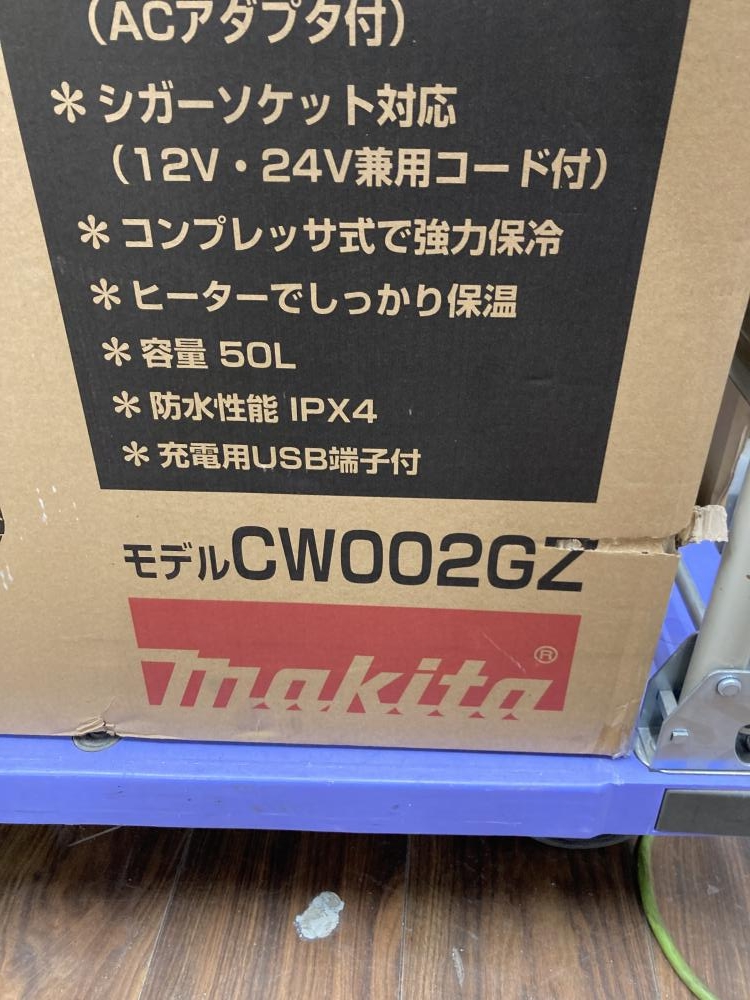 （ACアダプタ付）
＊シガーソケット対応
（12V・24V兼用コード付）
＊コンプレッサ式で強力保冷
＊ヒーターでしっかり保温
＊容量 50L
＊防水性能 IPX4
＊充電用USB端子付
モデルCW002GZ
makita®